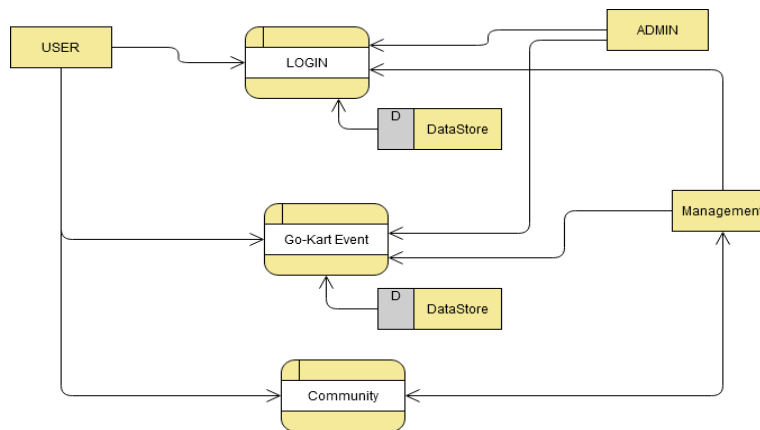 USER
ADMIN
LOGIN
D
DataStore
Management
Go-Kart Event
D
DataStore
Community